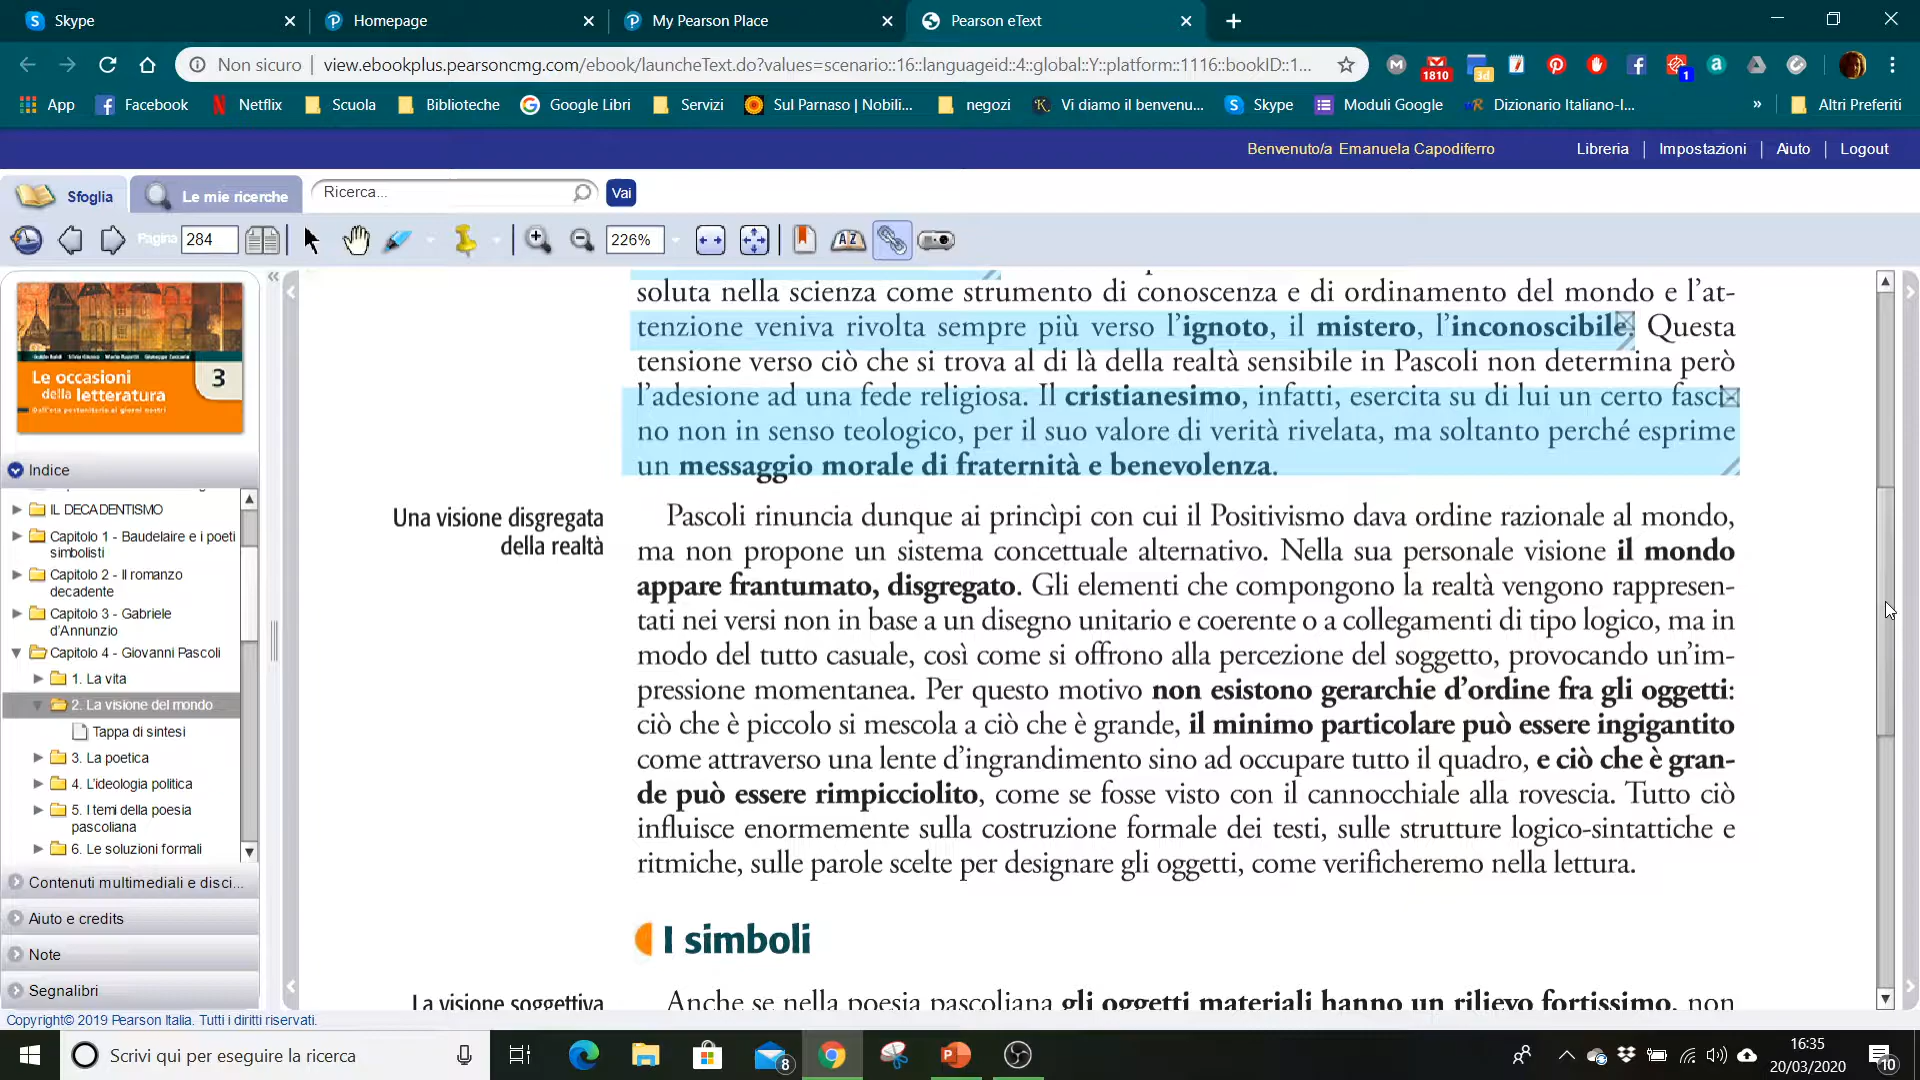 Skype
Homepage
My Pearson Place
Pearson eText
Non sicuro
view.ebookplus.pearsoncmg.com/ebook/launcheText.do?values=scenario::16::languageid::4::global::Y::platform::1116::bookID::1...
1810
3d
1
App
Facebook
Netflix
Scuola
Biblioteche
Google Libri
Servizi
Sul Parnaso | Nobili...
negozi
Vi diamo il benvenu...
Skype
Moduli Google
Dizionario Italiano-l...
»
Altri Preferiti
Benvenuto/a Emanuela Capodiferro
Libreria
Impostazioni
Aiuto
Logout
Sfoglia
Le mie ricerche
Ricerca...
Vai
Pagina
284
226%
AZ
Le occasioni
della letteratura
3
Dall'età postunitaria ai giorni nostri
Indice
IL DECADENTISMO
Capitolo 1 - Baudelaire e i poeti
simbolisti
Capitolo 2 - Il romanzo
decadente
Capitolo 3 - Gabriele
d'Annunzio
Capitolo 4 - Giovanni Pascoli
1. La vita
2. La visione del mondo
Tappa di sintesi
3. La poetica
4. L'ideologia politica
5. I temi della poesia
pascoliana
6. Le soluzioni formali
Contenuti multimediali e disci...
Aiuto e credits
Note
Segnalibri
Copyright© 2019 Pearson Italia. Tutti i diritti riservati.
soluta nella scienza come strumento di conoscenza e di ordinamento del mondo e l'at-
tenzione veniva rivolta sempre più verso l'ignoto, il mistero, l'inconoscibile. Questa
tensione verso ciò che si trova al di là della realtà sensibile in Pascoli non determina però
l'adesione ad una fede religiosa. Il cristianesimo, infatti, esercita su di lui un certo fasci-
no non in senso teologico, per il suo valore di verità rivelata, ma soltanto perché esprime
un messaggio morale di fraternità e benevolenza.
Una visione disgregata
della realtà
Pascoli rinuncia dunque ai princìpi con cui il Positivismo dava ordine razionale al mondo,
ma non propone un sistema concettuale alternativo. Nella sua personale visione il mondo
appare frantumato, disgregato. Gli elementi che compongono la realtà vengono rappresen-
tati nei versi non in base a un disegno unitario e coerente o a collegamenti di tipo logico, ma in
modo del tutto casuale, così come si offrono alla percezione del soggetto, provocando un'im-
pressione momentanea. Per questo motivo non esistono gerarchie d'ordine fra gli oggetti:
ciò che è piccolo si mescola a ciò che è grande, il minimo particolare può essere ingigantito
come attraverso una lente d'ingrandimento sino ad occupare tutto il quadro, e ciò che è gran-
de può essere rimpicciolito, come se fosse visto con il cannocchiale alla rovescia. Tutto ciò
influisce enormemente sulla costruzione formale dei testi, sulle strutture logico-sintattiche e
ritmiche, sulle parole scelte per designare gli oggetti, come verificheremo nella lettura.
I simboli
La visione soggettiva
Anche se nella poesia pascoliana gli oggetti materiali hanno un rilievo fortissimo, non
Scrivi qui per eseguire la ricerca
8
16:35
20/03/2020
10